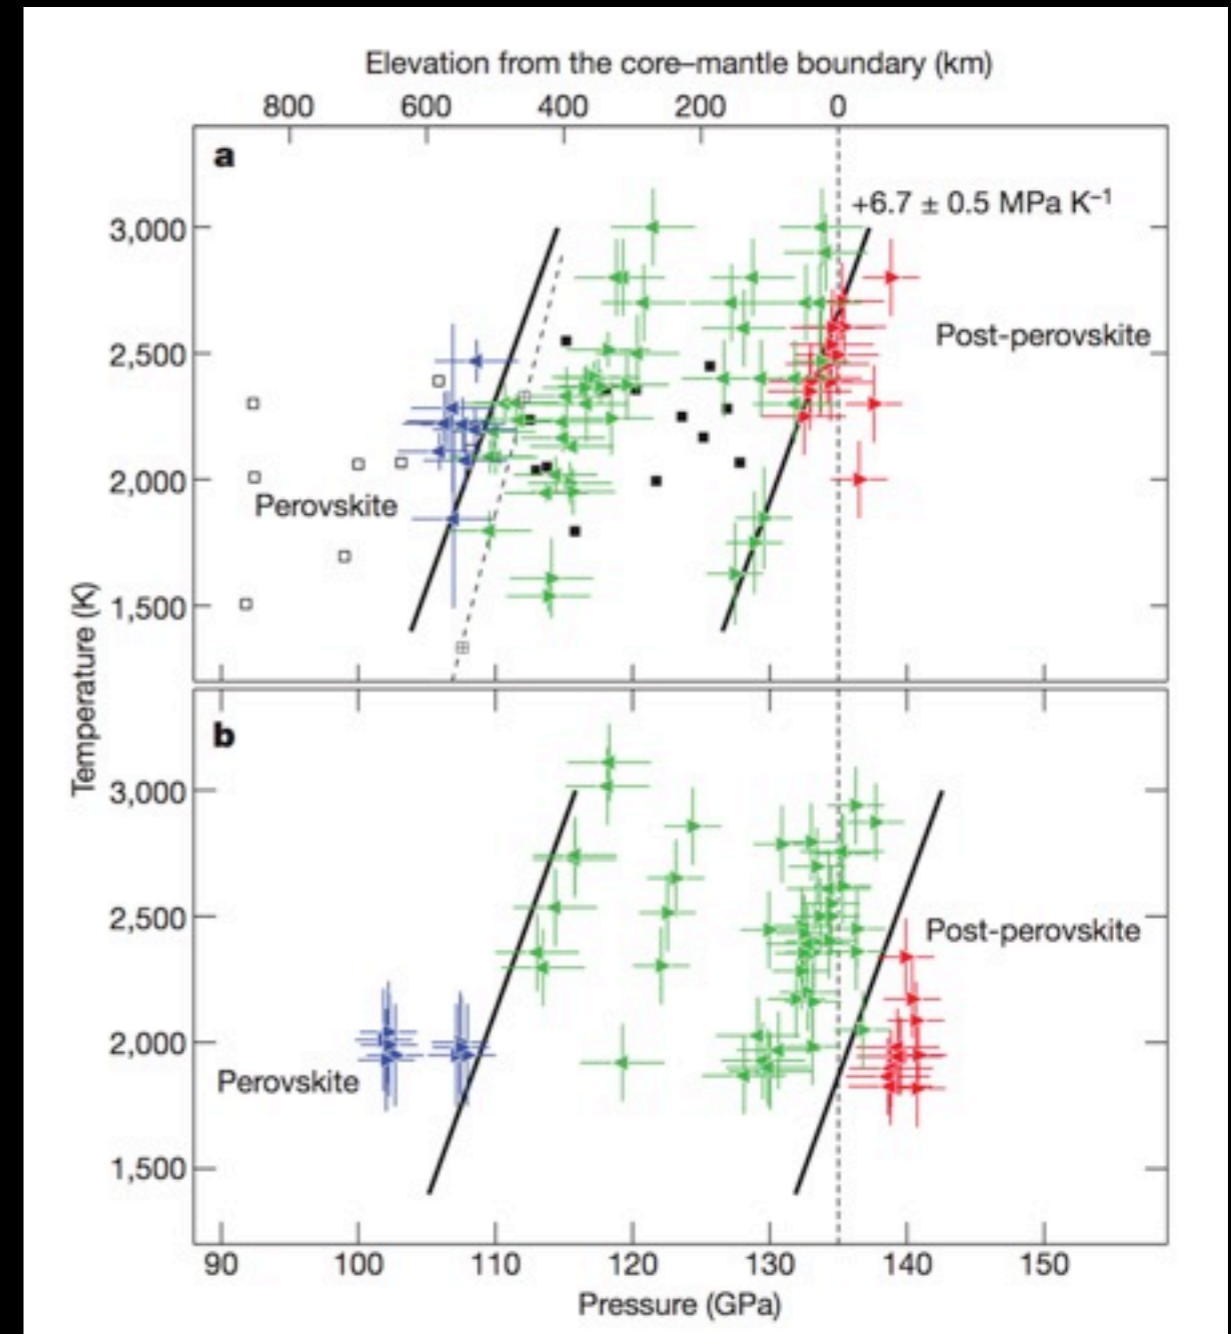 Elevation from the core–mantle boundary (km)
800 600 400 200 0
a
+6.7 ± 0.5 MPa K⁻¹
3,000
Post-perovskite
2,500
2,000
Perovskite
1,500
Temperature (K)
b
3,000
2,500
Post-perovskite
2,000
Perovskite
1,500
90 100 110 120 130 140 150
Pressure (GPa)